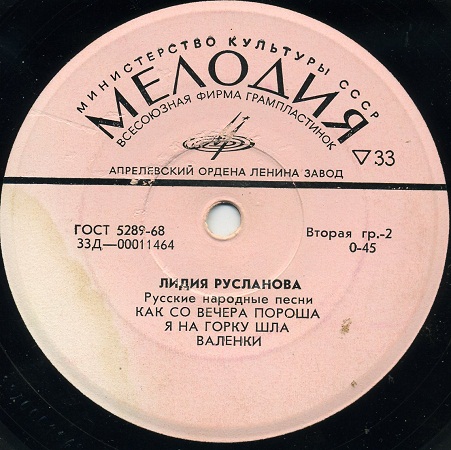 МИНИСТЕРСТВО КУЛЬТУРЫ СССР
МЕЛОДИЯ
ВСЕСОЮЗНАЯ ФИРМА ГРАМПЛАСТИНОК
▽33
АПРЕЛЕВСКИЙ ОРДЕНА ЛЕНИНА ЗАВОД
ГОСТ 5289-68
33Д—00011464
Вторая гр.-2
0-45
ЛИДИЯ РУСЛАНОВА
Русские народные песни
КАК СО ВЕЧЕРА ПОРОША
Я НА ГОРКУ ШЛА
ВАЛЕНКИ